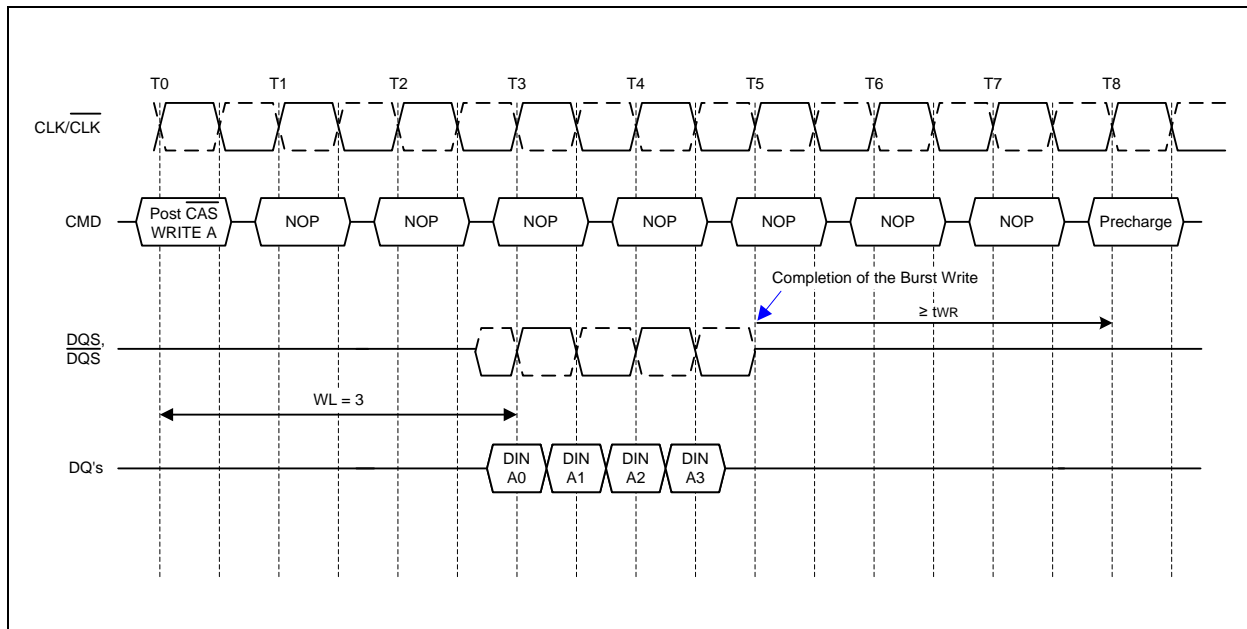 T0 T1 T2 T3 T4 T5 T6 T7 T8
CLK/CLK
CMD
Post CAS
WRITE A
NOP NOP NOP NOP NOP NOP NOP Precharge
Completion of the Burst Write
≥ tWR
DQS,
DQS
WL = 3
DQ's
DIN DIN DIN DIN
A0 A1 A2 A3